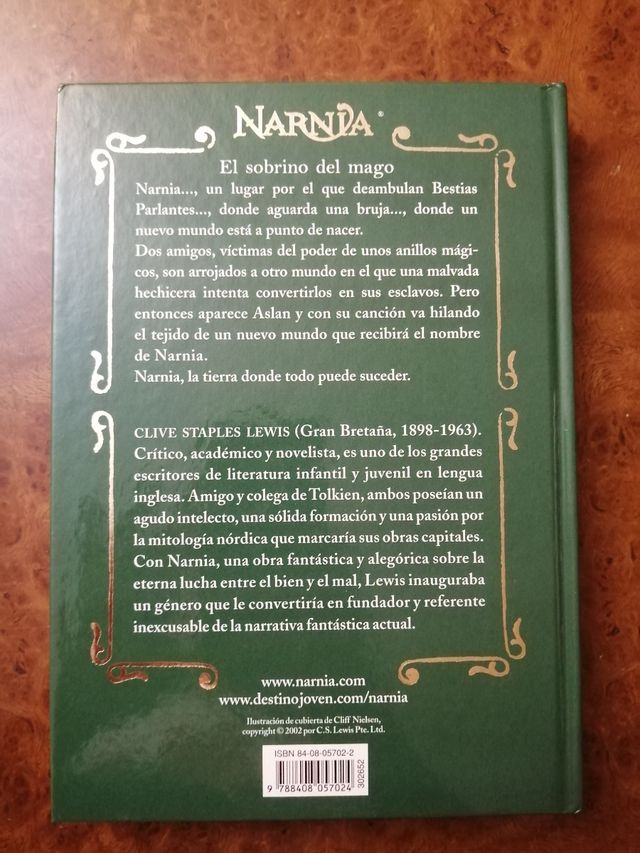 NARNIA®
El sobrino del mago
Narnia..., un lugar por el que deambulan Bestias
Parlantes..., donde aguarda una bruja..., donde un
nuevo mundo está a punto de nacer.
Dos amigos, víctimas del poder de unos anillos mági-
cos, son arrojados a otro mundo en el que una malvada
hechicera intenta convertirlos en sus esclavos. Pero
entonces aparece Aslan y con su canción va hilando
el tejido de un nuevo mundo que recibirá el nombre
de Narnia.
Narnia, la tierra donde todo puede suceder.
CLIVE STAPLES LEWIS (Gran Bretaña, 1898-1963).
Crítico, académico y novelista, es uno de los grandes
escritores de literatura infantil y juvenil en lengua
inglesa. Amigo y colega de Tolkien, ambos poseían un
agudo intelecto, una sólida formación y una pasión por
la mitología nórdica que marcaría sus obras capitales.
Con Narnia, una obra fantástica y alegórica sobre la
eterna lucha entre el bien y el mal, Lewis inauguraba
un género que le convertiría en fundador y referente
inexcusable de la narrativa fantástica actual.
www.narnia.com
www.destinojoven.com/narnia
Ilustración de cubierta de Cliff Nielsen,
copyright © 2002 por C.S. Lewis Pte. Ltd.
ISBN 84-08-05702-2
9 788408 057024
302652